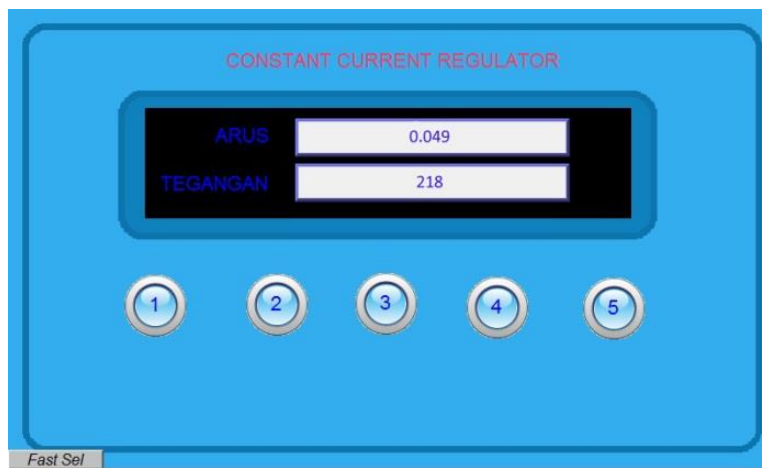 CONSTANT CURRENT REGULATOR
ARUS 0.049
TEGANGAN 218
1 2 3 4 5
Fast Sel